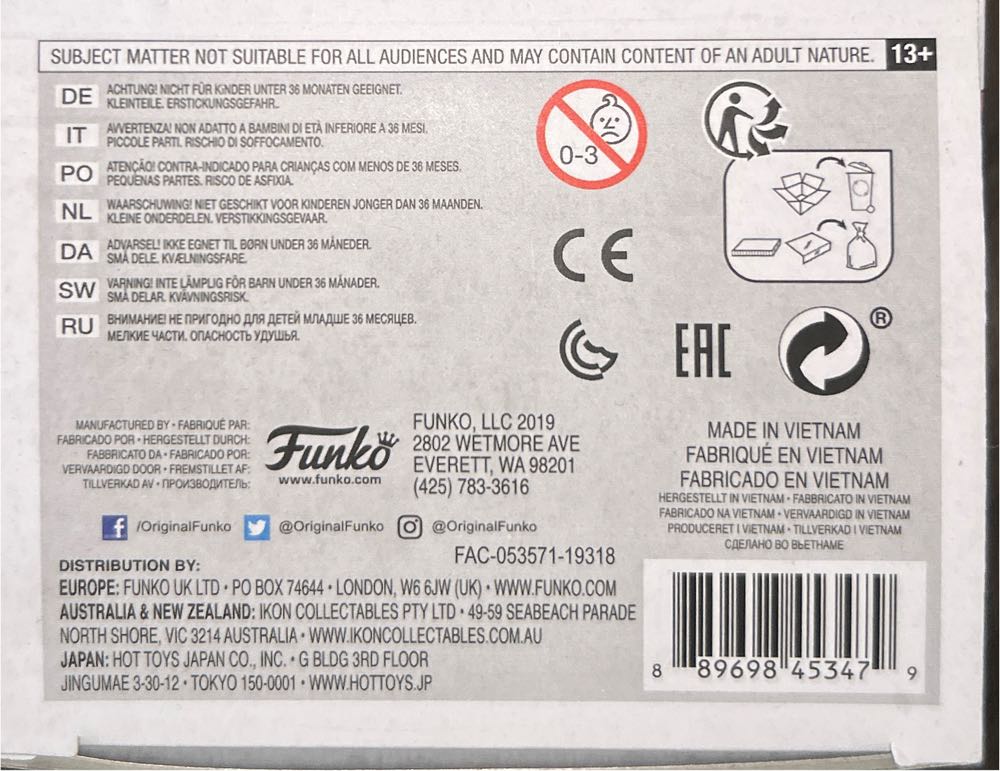 SUBJECT MATTER NOT SUITABLE FOR ALL AUDIENCES AND MAY CONTAIN CONTENT OF AN ADULT NATURE. 13+
DE ACHTUNG! NICHT FÜR KINDER UNTER 36 MONATEN GEEIGNET.
KLEINTEILE. ERSTICKUNGSGEFAHR.
IT AVVERTENZA! NON ADATTO A BAMBINI DI ETÀ INFERIORE A 36 MESI.
PICCOLE PARTI. RISCHIO DI SOFFOCAMENTO.
PO ATENÇÃO! CONTRA-INDICADO PARA CRIANÇAS COM MENOS DE 36 MESES.
PEQUENAS PARTES. RISCO DE ASFIXIA.
NL WAARSCHUWING! NIET GESCHIKT VOOR KINDEREN JONGER DAN 36 MAANDEN.
KLEINE ONDERDELEN. VERSTIKKINGSGEVAAR.
DA ADVARSEL! IKKE EGNET TIL BØRN UNDER 36 MÅNEDER.
SMÅ DELE. KVÆLNINGSFARE.
SW VARNING! INTE LÄMPLIG FÖR BARN UNDER 36 MÅNADER.
SMÅ DELAR. KVÄVNINGSRISK.
RU ВНИМАНИЕ! НЕ ПРИГОДНО ДЛЯ ДЕТЕЙ МЛАДШЕ 36 МЕСЯЦЕВ.
МЕЛКИЕ ЧАСТИ. ОПАСНОСТЬ УДУШЬЯ.
0-3
CE
EAC
®
MANUFACTURED BY • FABRIQUÉ PAR:
FABRICADO POR • HERGESTELLT DURCH:
FABBRICATO DA • FABRICADO POR:
VERVAARDIGD DOOR • FREMSTILLET AF:
TILLVERKAD AV • ПРОИЗВОДИТЕЛЬ:
Funko
www.funko.com
FUNKO, LLC 2019
2802 WETMORE AVE
EVERETT, WA 98201
(425) 783-3616
MADE IN VIETNAM
FABRIQUÉ EN VIETNAM
FABRICADO EN VIETNAM
HERGESTELLT IN VIETNAM • FABBRICATO IN VIETNAM
FABRICADO NA VIETNAM • VERVAARDIGD IN VIETNAM
PRODUCERET I VIETNAM • TILLVERKAD I VIETNAM
СДЕЛАНО ВО ВЬЕТНАМЕ
f /OriginalFunko @OriginalFunko @OriginalFunko
FAC-053571-19318
DISTRIBUTION BY:
EUROPE: FUNKO UK LTD • PO BOX 74644 • LONDON, W6 6JW (UK) • WWW.FUNKO.COM
AUSTRALIA & NEW ZEALAND: IKON COLLECTABLES PTY LTD • 49-59 SEABEACH PARADE
NORTH SHORE, VIC 3214 AUSTRALIA • WWW.IKONCOLLECTABLES.COM.AU
JAPAN: HOT TOYS JAPAN CO., INC. • G BLDG 3RD FLOOR
JINGUMAE 3-30-12 • TOKYO 150-0001 • WWW.HOTTOYS.JP
8 89698 45347 9